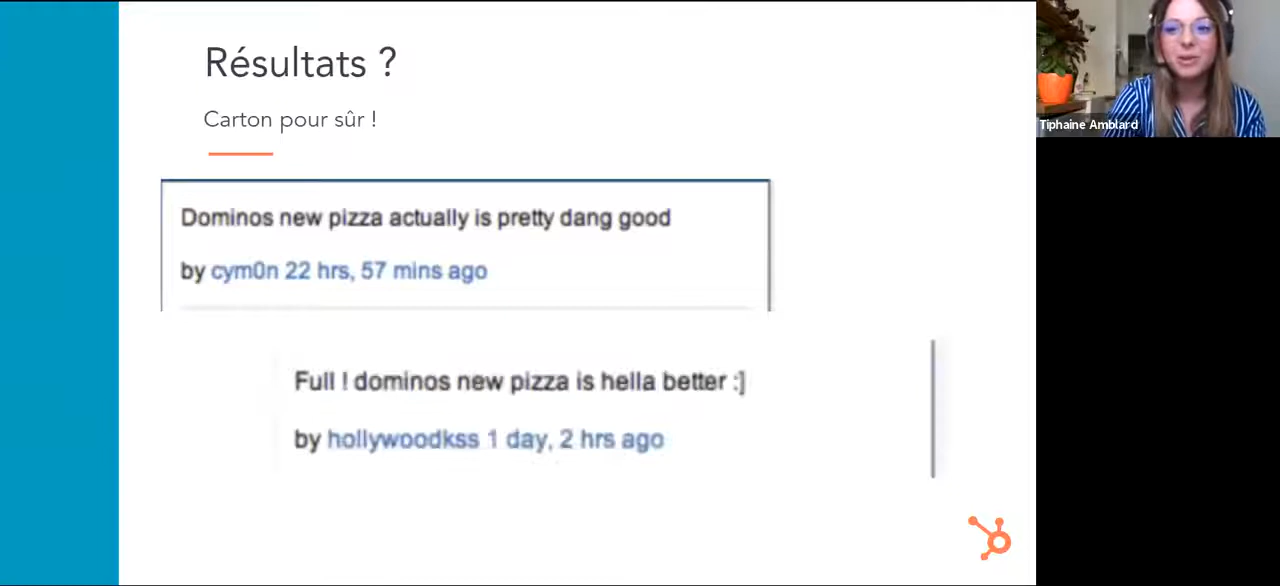 Résultats ?
Carton pour sûr !
Dominos new pizza actually is pretty dang good
by cym0n 22 hrs, 57 mins ago
Full ! dominos new pizza is hella better :]
by hollywoodkss 1 day, 2 hrs ago
Tiphaine Amblard